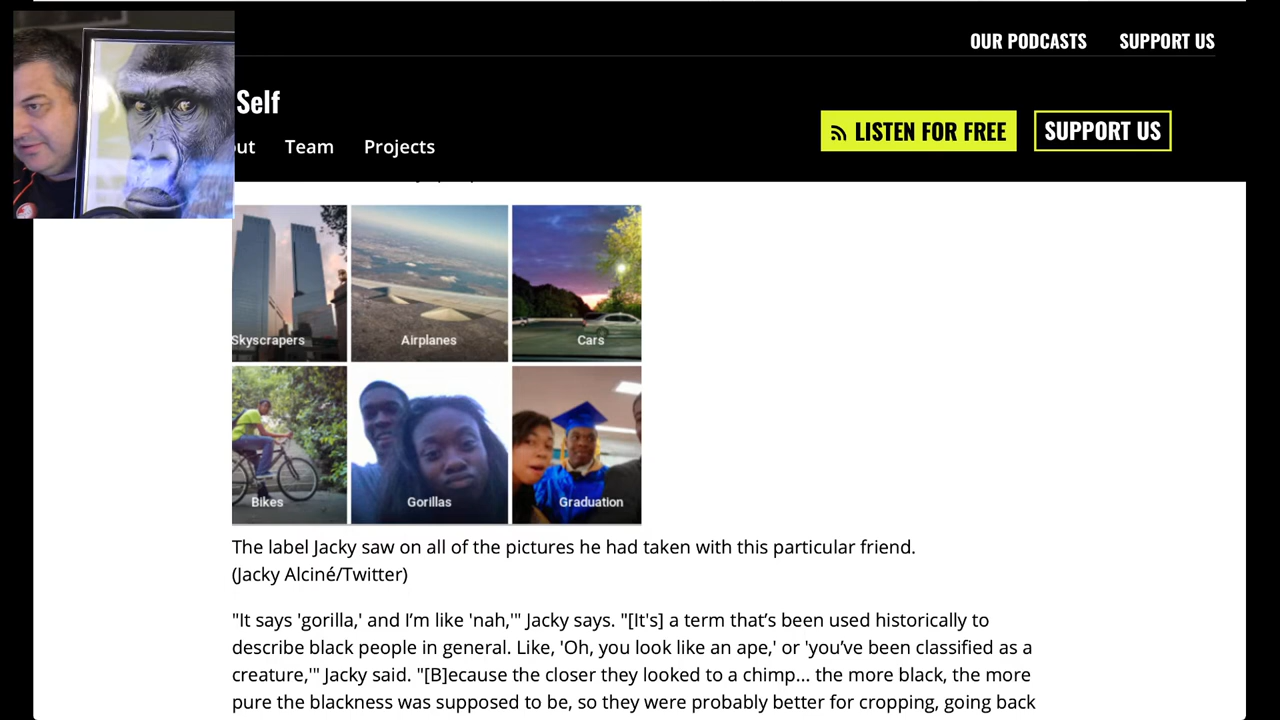 OUR PODCASTS SUPPORT US
Self
LISTEN FOR FREE SUPPORT US
out Team Projects
Skyscrapers Airplanes Cars
Bikes Gorillas Graduation
The label Jacky saw on all of the pictures he had taken with this particular friend.
(Jacky Alciné/Twitter)
"It says 'gorilla,' and I’m like 'nah,'" Jacky says. "[It's] a term that’s been used historically to
describe black people in general. Like, 'Oh, you look like an ape,' or 'you’ve been classified as a
creature,'" Jacky said. "[B]ecause the closer they looked to a chimp... the more black, the more
pure the blackness was supposed to be, so they were probably better for cropping, going back